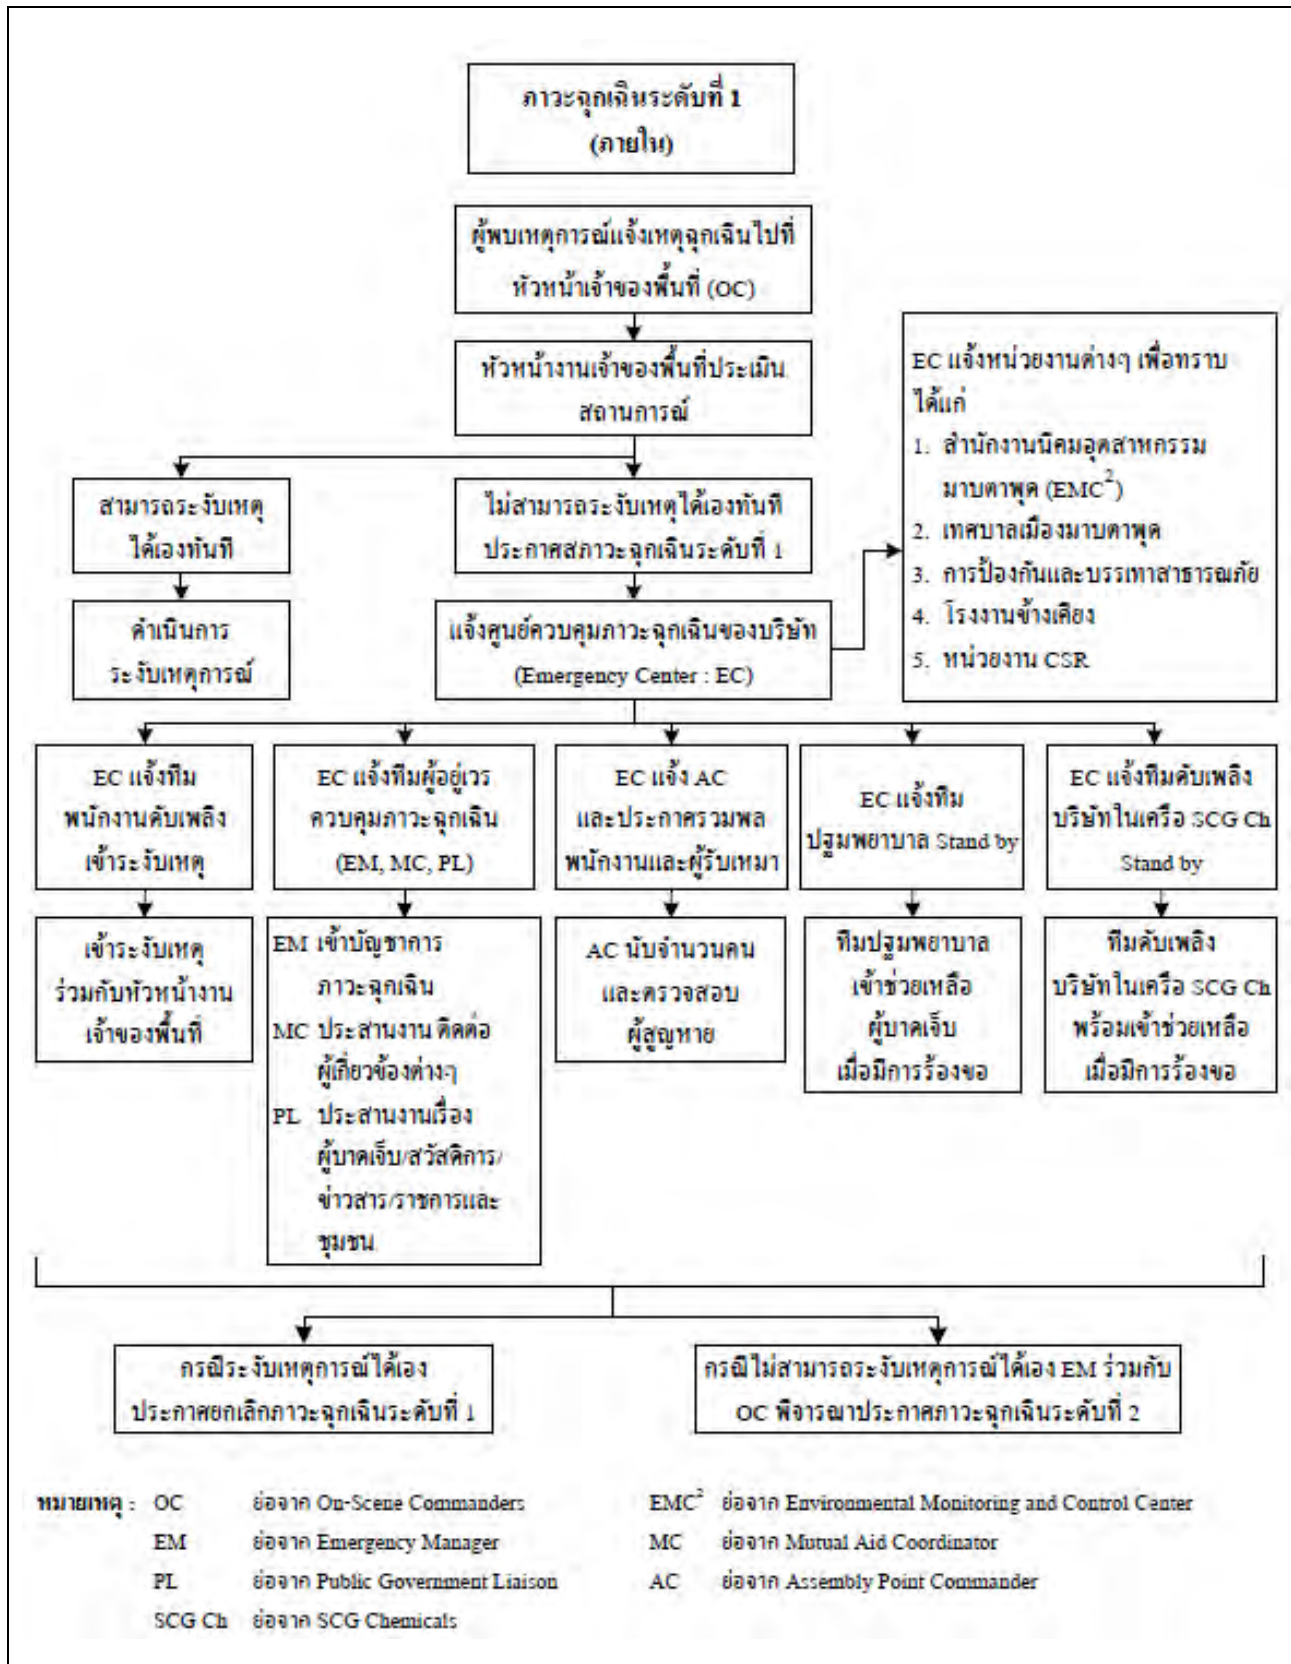 ภาวะฉุกเฉินระดับที่ 1
(ภายใน)
ผู้พบเหตุการณ์แจ้งเหตุฉุกเฉินไปที่
หัวหน้าเจ้าของพื้นที่ (OC)
หัวหน้างานเจ้าของพื้นที่ประเมิน
สถานการณ์
สามารถระงับเหตุ
ได้เองทันที
ไม่สามารถระงับเหตุได้เองทันที
ประกาศสภาวะฉุกเฉินระดับที่ 1
ดำเนินการ
ระงับเหตุการณ์
แจ้งศูนย์ควบคุมภาวะฉุกเฉินของบริษัท
(Emergency Center : EC)
EC แจ้งหน่วยงานต่างๆ เพื่อทราบ
ได้แก่
1. สำนักงานนิคมอุตสาหกรรม
มาบตาพุด (EMC²)
2. เทศบาลเมืองมาบตาพุด
3. การป้องกันและบรรเทาสาธารณภัย
4. โรงงานข้างเคียง
5. หน่วยงาน CSR
EC แจ้งทีม
พนักงานดับเพลิง
เข้าระงับเหตุ
EC แจ้งทีมผู้อยู่เวร
ควบคุมภาวะฉุกเฉิน
(EM, MC, PL)
EC แจ้ง AC
และประกาศรวมพล
พนักงานและผู้รับเหมา
EC แจ้งทีม
ปฐมพยาบาล Stand by
EC แจ้งทีมดับเพลิง
บริษัทในเครือ SCG Ch
Stand by
เข้าระงับเหตุ
ร่วมกับหัวหน้างาน
เจ้าของพื้นที่
EM เข้าบัญชาการ
ภาวะฉุกเฉิน
MC ประสานงาน ติดต่อ
ผู้เกี่ยวข้องต่างๆ
PL ประสานงานเรื่อง
ผู้บาดเจ็บ/สวัสดิการ/
ข่าวสาร/ราชการและ
ชุมชน
AC นับจำนวนคน
และตรวจสอบ
ผู้สูญหาย
ทีมปฐมพยาบาล
เข้าช่วยเหลือ
ผู้บาดเจ็บ
เมื่อมีการร้องขอ
ทีมดับเพลิง
บริษัทในเครือ SCG Ch
พร้อมเข้าช่วยเหลือ
เมื่อมีการร้องขอ
กรณีระงับเหตุการณ์ได้เอง
ประกาศยกเลิกภาวะฉุกเฉินระดับที่ 1
กรณีไม่สามารถระงับเหตุการณ์ได้เอง EM ร่วมกับ
OC พิจารณาประกาศภาวะฉุกเฉินระดับที่ 2
หมายเหตุ : OC ย่อจาก On-Scene Commanders EMC² ย่อจาก Environmental Monitoring and Control Center
EM ย่อจาก Emergency Manager MC ย่อจาก Mutual Aid Coordinator
PL ย่อจาก Public Government Liaison AC ย่อจาก Assembly Point Commander
SCG Ch ย่อจาก SCG Chemicals